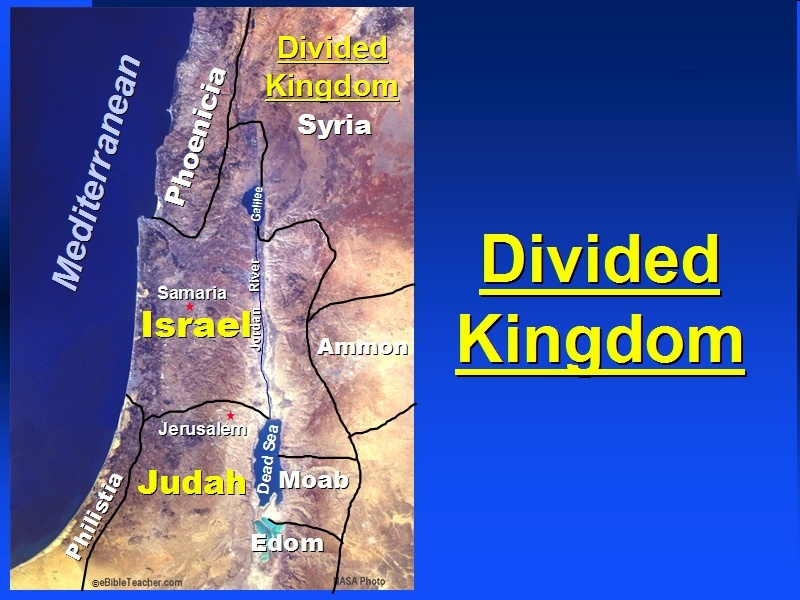 Divided
Kingdom
Syria
Mediterranean
Phoenicia
Galilee
Jordan River
Samaria
Israel
Ammon
Jerusalem
Dead Sea
Judah
Moab
Philistia
Edom
©eBibleTeacher.com
NASA Photo
Divided
Kingdom